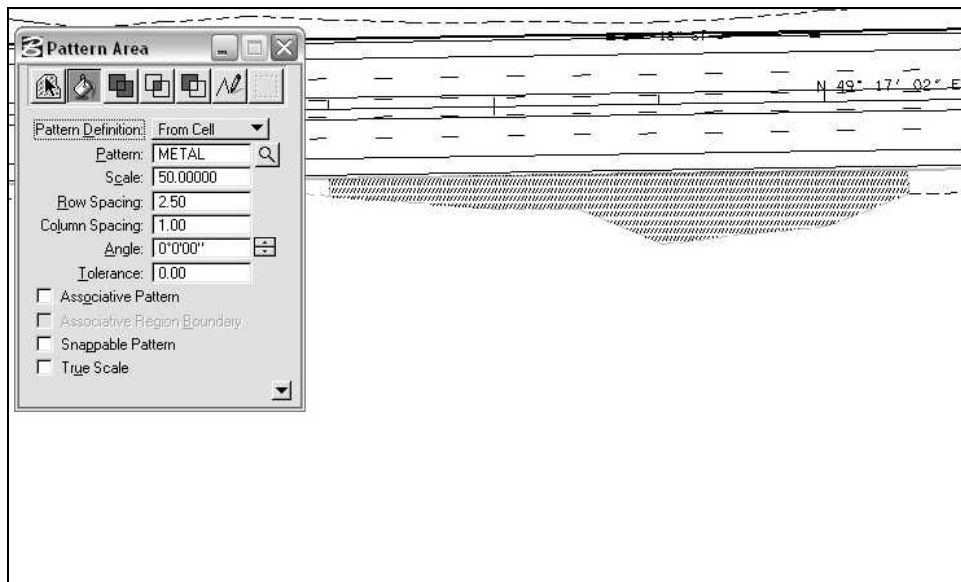 Pattern Area
Pattern Definition: From Cell
Pattern: METAL
Scale: 50.00000
Row Spacing: 2.50
Column Spacing: 1.00
Angle: 0°0'00"
Tolerance: 0.00
Associative Pattern
Associative Region Boundary
Snappable Pattern
True Scale
18" ST
N 49° 17' 02" E